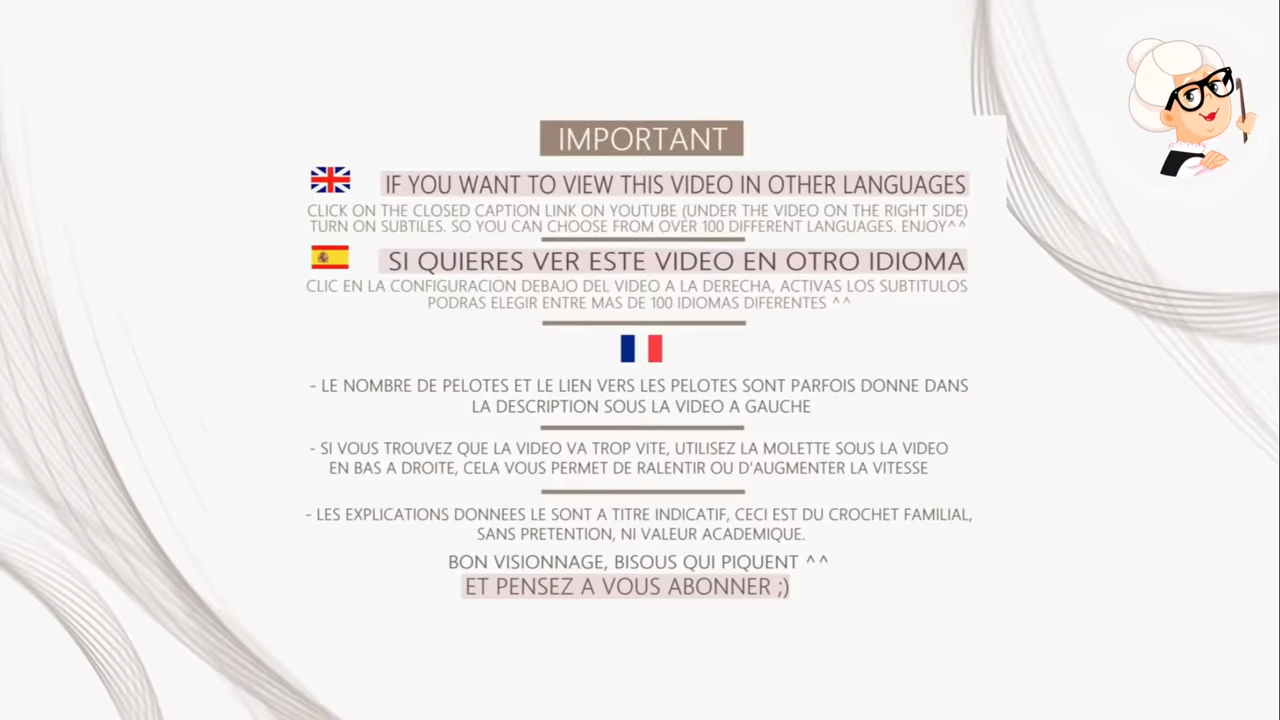 IMPORTANT
IF YOU WANT TO VIEW THIS VIDEO IN OTHER LANGUAGES
CLICK ON THE CLOSED CAPTION LINK ON YOUTUBE (UNDER THE VIDEO ON THE RIGHT SIDE)
TURN ON SUBTILES. SO YOU CAN CHOOSE FROM OVER 100 DIFFERENT LANGUAGES. ENJOY^^
SI QUIERES VER ESTE VIDEO EN OTRO IDIOMA
CLIC EN LA CONFIGURACION DEBAJO DEL VIDEO A LA DERECHA, ACTIVAS LOS SUBTITULOS
PODRAS ELEGIR ENTRE MAS DE 100 IDIOMAS DIFERENTES ^^
- LE NOMBRE DE PELOTES ET LE LIEN VERS LES PELOTES SONT PARFOIS DONNE DANS
LA DESCRIPTION SOUS LA VIDEO A GAUCHE
- SI VOUS TROUVEZ QUE LA VIDEO VA TROP VITE, UTILISEZ LA MOLETTE SOUS LA VIDEO
EN BAS A DROITE, CELA VOUS PERMET DE RALENTIR OU D'AUGMENTER LA VITESSE
- LES EXPLICATIONS DONNEES LE SONT A TITRE INDICATIF, CECI EST DU CROCHET FAMILIAL,
SANS PRETENTION, NI VALEUR ACADEMIQUE.
BON VISIONNAGE, BISOUS QUI PIQUENT ^^
ET PENSEZ A VOUS ABONNER ;)